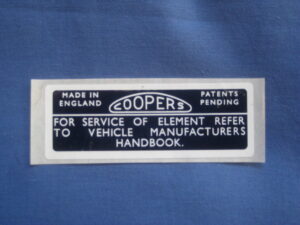 MADE IN
ENGLAND
COOPERS
PATENTS
PENDING
FOR SERVICE OF ELEMENT REFER
TO VEHICLE MANUFACTURERS
HANDBOOK.